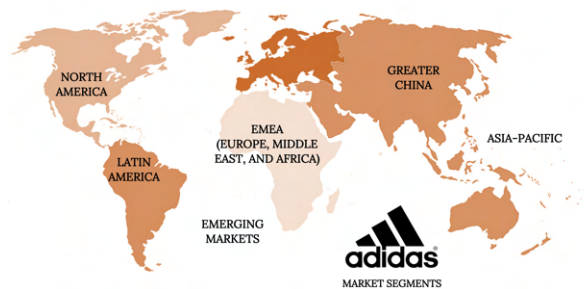 NORTH
AMERICA
GREATER
CHINA
EMEA
(EUROPE, MIDDLE
EAST, AND AFRICA)
ASIA-PACIFIC
LATIN
AMERICA
EMERGING
MARKETS
adidas
MARKET SEGMENTS